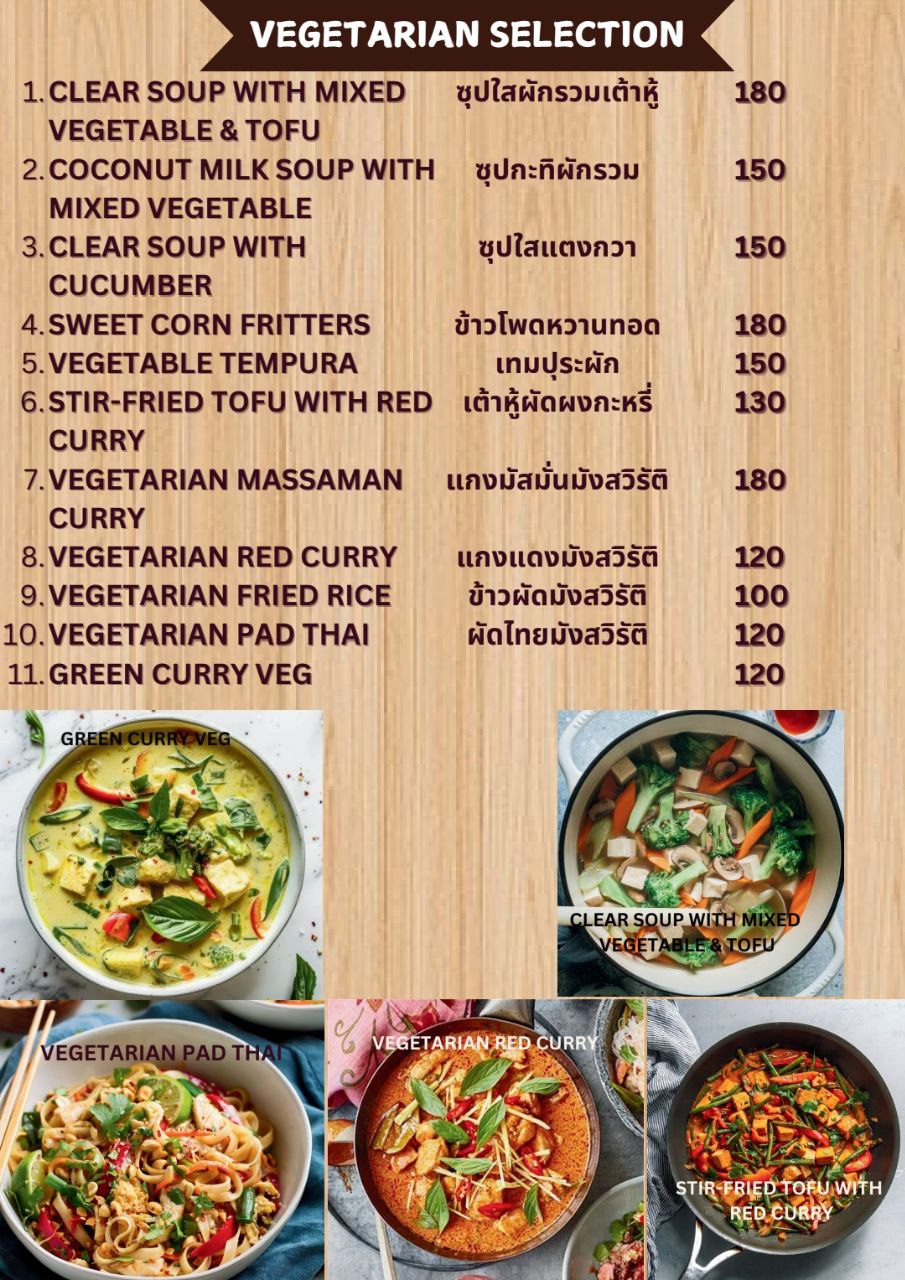 VEGETARIAN SELECTION
1. CLEAR SOUP WITH MIXED ซุปใสผักรวมเต้าหู้ 180
VEGETABLE & TOFU
2. COCONUT MILK SOUP WITH ซุปกะทิผักรวม 150
MIXED VEGETABLE
3. CLEAR SOUP WITH ซุปใสแตงกวา 150
CUCUMBER
4. SWEET CORN FRITTERS ข้าวโพดหวานทอด 180
5. VEGETABLE TEMPURA เทมปุระผัก 150
6. STIR-FRIED TOFU WITH RED เต้าหู้ผัดผงกะหรี่ 130
CURRY
7. VEGETARIAN MASSAMAN แกงมัสมั่นมังสวิรัติ 180
CURRY
8. VEGETARIAN RED CURRY แกงแดงมังสวิรัติ 120
9. VEGETARIAN FRIED RICE ข้าวผัดมังสวิรัติ 100
10. VEGETARIAN PAD THAI ผัดไทยมังสวิรัติ 120
11. GREEN CURRY VEG 120
GREEN CURRY VEG
CLEAR SOUP WITH MIXED
VEGETABLE & TOFU
VEGETARIAN PAD THAI
VEGETARIAN RED CURRY
STIR-FRIED TOFU WITH
RED CURRY